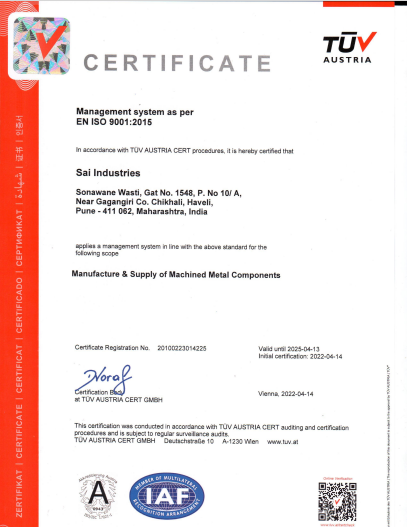 TÜV
AUSTRIA
CERTIFICATE
Management system as per
EN ISO 9001:2015
In accordance with TÜV AUSTRIA CERT procedures, it is hereby certified that
Sai Industries
Sonawane Wasti, Gat No. 1548, P. No 10/ A,
Near Gagangiri Co. Chikhali, Haveli,
Pune - 411 062, Maharashtra, India
applies a management system in line with the above standard for the
following scope
Manufacture & Supply of Machined Metal Components
Certificate Registration No. 20100223014225
Valid until 2025-04-13
Initial certification: 2022-04-14
Certification Body
at TÜV AUSTRIA CERT GMBH
Vienna, 2022-04-14
This certification was conducted in accordance with TÜV AUSTRIA CERT auditing and certification
procedures and is subject to regular surveillance audits.
TÜV AUSTRIA CERT GMBH Deutschstraße 10 A-1230 Wien www.tuv.at
ZERTIFIKAT | CERTIFICATE | CERTIFICAT | CERTIFICADO | СЕРТИФИКАТ | شهادة | 证书 | 인증서
A
MEMBER OF MULTILATERAL
IAF
RECOGNITION ARRANGEMENT